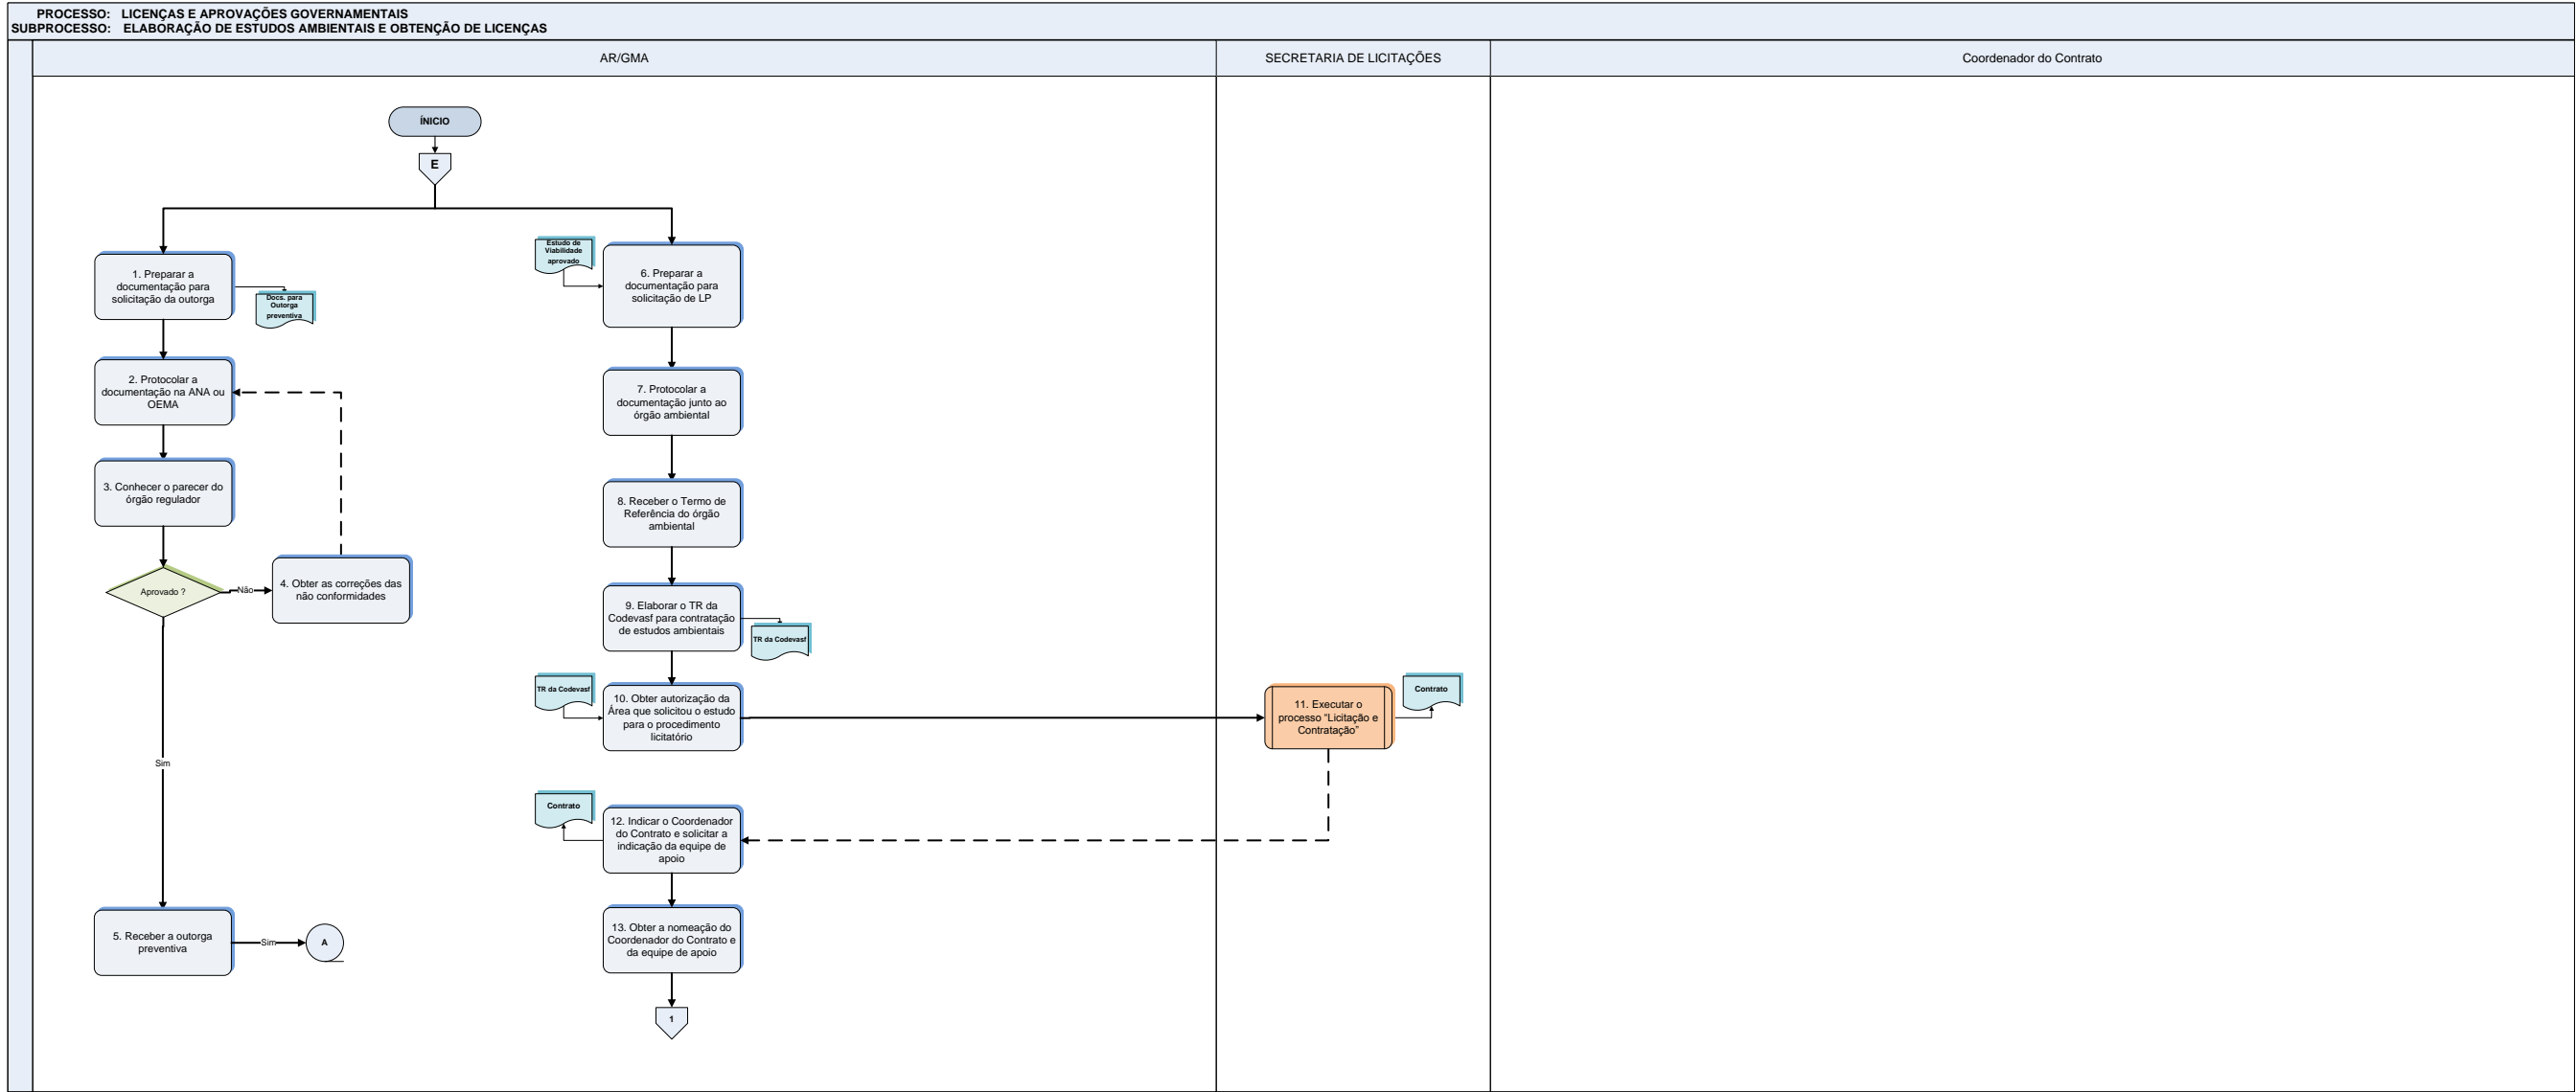 PROCESSO: LICENÇAS E APROVAÇÕES GOVERNAMENTAIS
SUBPROCESSO: ELABORAÇÃO DE ESTUDOS AMBIENTAIS E OBTENÇÃO DE LICENÇAS
AR/GMA
SECRETARIA DE LICITAÇÕES
Coordenador do Contrato
ÍNICIO
E
1. Preparar a
documentação para
solicitação da outorga
Docs. para
Outorga
preventiva
2. Protocolar a
documentação na ANA ou
OEMA
3. Conhecer o parecer do
órgão regulador
Aprovado ?
Não
4. Obter as correções das
não conformidades
Sim
5. Receber a outorga
preventiva
Sim
A
Estudo de
Viabilidade
aprovado
6. Preparar a
documentação para
solicitação de LP
7. Protocolar a
documentação junto ao
órgão ambiental
8. Receber o Termo de
Referência do órgão
ambiental
9. Elaborar o TR da
Codevasf para contratação
de estudos ambientais
TR da Codevasf
TR da Codevasf
10. Obter autorização da
Área que solicitou o estudo
para o procedimento
licitatório
11. Executar o
processo “Licitação e
Contratação”
Contrato
Contrato
12. Indicar o Coordenador
do Contrato e solicitar a
indicação da equipe de
apoio
13. Obter a nomeação do
Coordenador do Contrato e
da equipe de apoio
1